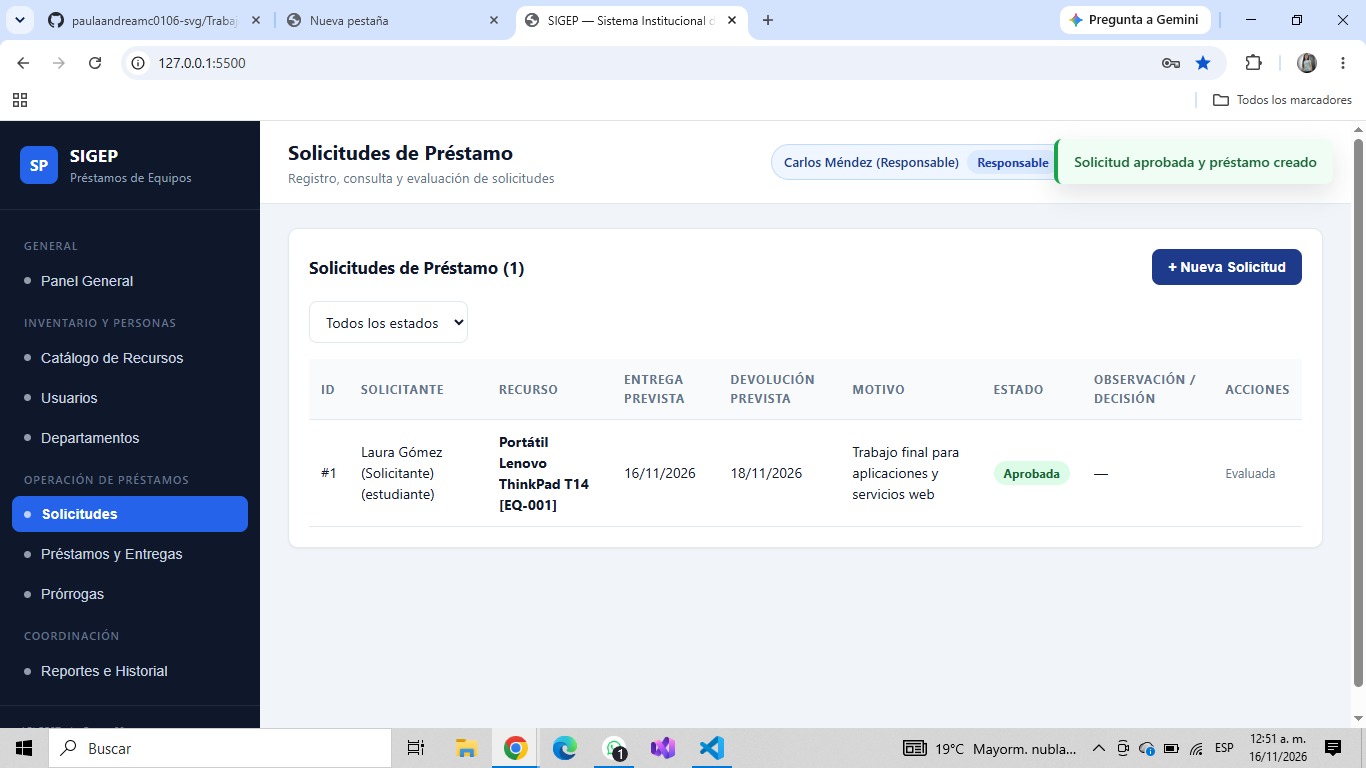 paulaandreamc0106-svg/Trabaj
Nueva pestaña
SIGEP — Sistema Institucional d
Pregunta a Gemini
127.0.0.1:5500
Todos los marcadores
SP
SIGEP
Préstamos de Equipos
GENERAL
Panel General
INVENTARIO Y PERSONAS
Catálogo de Recursos
Usuarios
Departamentos
OPERACIÓN DE PRÉSTAMOS
Solicitudes
Préstamos y Entregas
Prórrogas
COORDINACIÓN
Reportes e Historial
Solicitudes de Préstamo
Registro, consulta y evaluación de solicitudes
Carlos Méndez (Responsable)
Responsable
Solicitud aprobada y préstamo creado
Solicitudes de Préstamo (1)
+ Nueva Solicitud
Todos los estados
ID
SOLICITANTE
RECURSO
ENTREGA
PREVISTA
DEVOLUCIÓN
PREVISTA
MOTIVO
ESTADO
OBSERVACIÓN /
DECISIÓN
ACCIONES
#1
Laura Gómez
(Solicitante)
(estudiante)
Portátil
Lenovo
ThinkPad T14
[EQ-001]
16/11/2026
18/11/2026
Trabajo final para
aplicaciones y
servicios web
Aprobada
—
Evaluada
Buscar
1
19°C Mayorm. nubla...
ESP
12:51 a. m.
16/11/2026